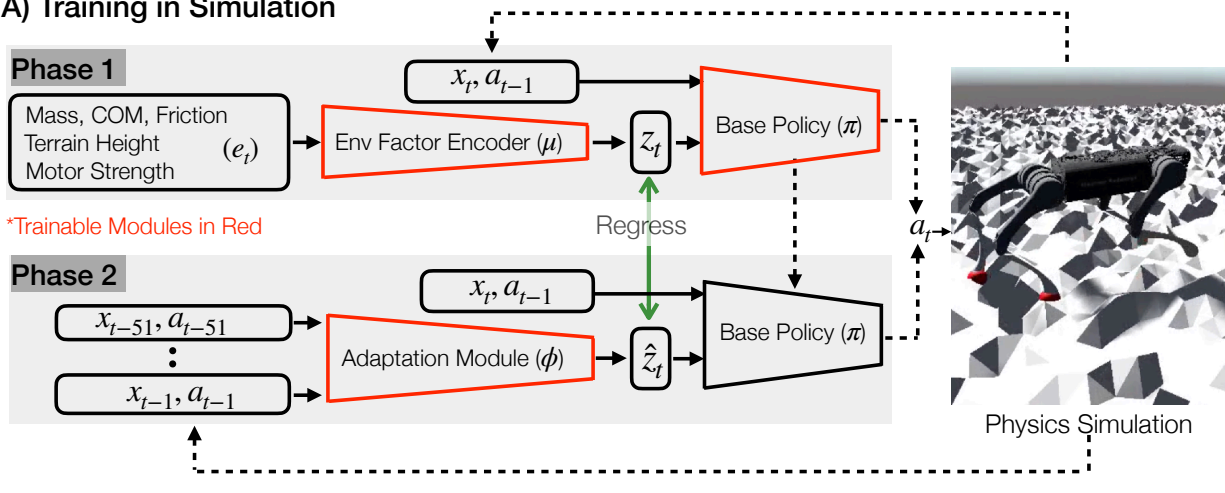 A) Training in Simulation
Phase 1
x_t, a_{t−1}
Mass, COM, Friction
Terrain Height
Motor Strength
(e_t)
Env Factor Encoder (μ)
z_t
Base Policy (π)
*Trainable Modules in Red
Regress
a_t
Phase 2
x_t, a_{t−1}
x_{t−51}, a_{t−51}
⋮
x_{t−1}, a_{t−1}
Adaptation Module (ϕ)
ẑ_t
Base Policy (π)
Physics Simulation